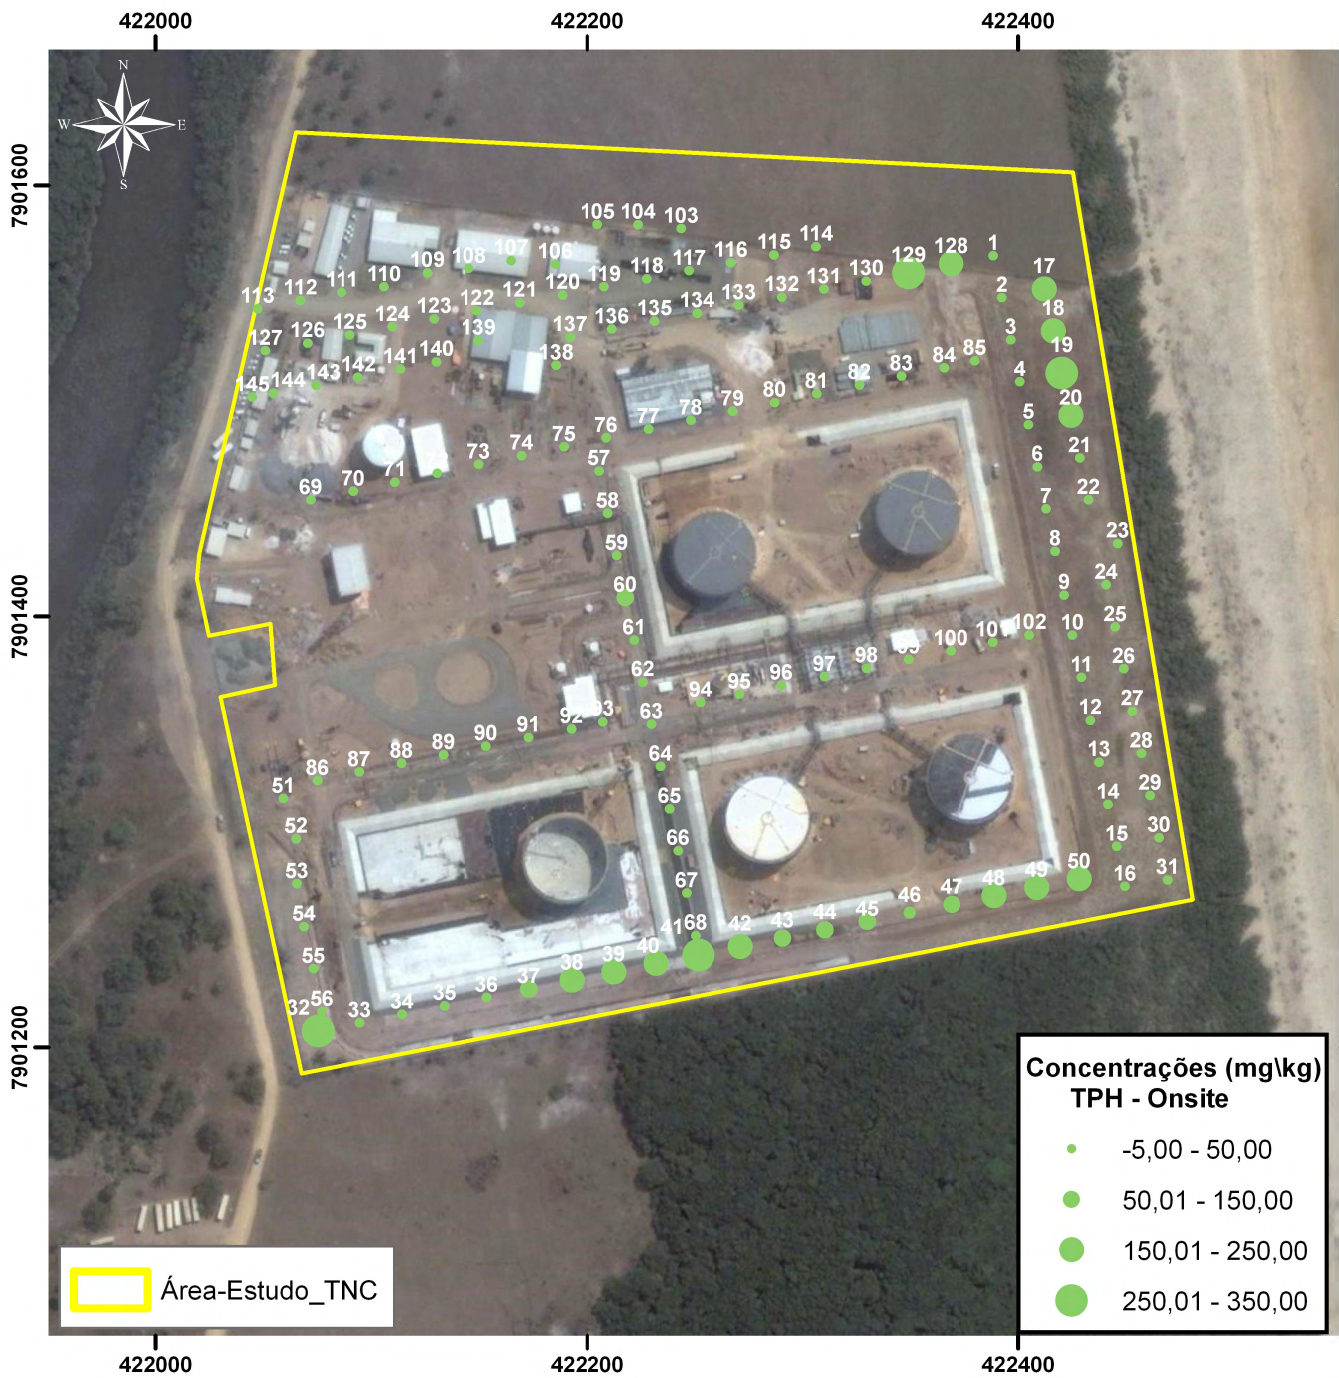 422000 422200 422400
N
W E
S
7901600
7901400
7901200
105 104 103
106 107 108 109 110 111 112 113
114 115 116 117 118 119 120 121 122 123 124 125 126 127
128 129 130 131 132 133 134 135 136 137 138 139 140 141 142 143 144 145
1 2 3 4 5 6 7 8 9 10 11 12 13 14 15 16
17 18 19 20 21 22 23 24 25 26 27 28 29 30 31
85 84 83 82 81 80 79 78 77 76 75 74 73 72 71 70 69
57 58 59 60 61 62 63 64 65 66 67 68
102 10 100 99 98 97 96 95 94 93 92 91 90 89 88 87 86
51 52 53 54 55 56
32 33 34 35 36 37 38 39 40 41 42 43 44 45 46 47 48 49 50
Concentrações (mg\kg)
TPH - Onsite
-5,00 - 50,00
50,01 - 150,00
150,01 - 250,00
250,01 - 350,00
Área-Estudo_TNC
422000 422200 422400